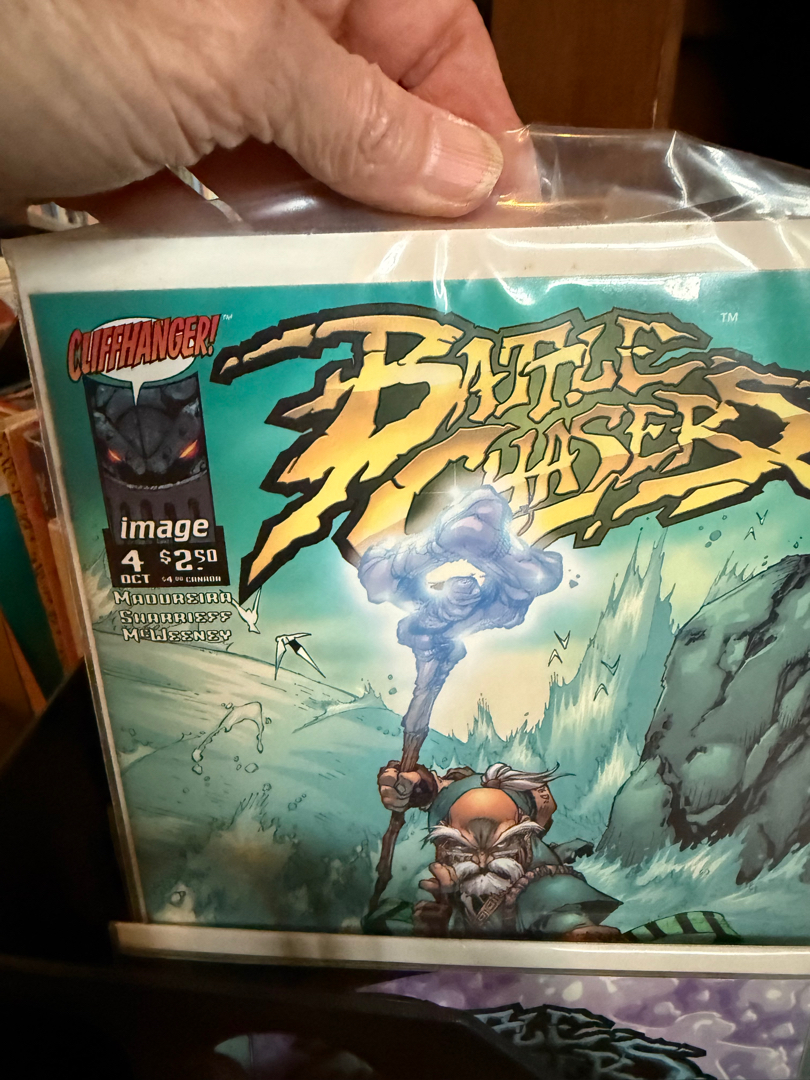 CLIFFHANGER!™
BATTLE ™
CHASERS
image
4 $2.50
OCT $4.00 CANADA
MADUREIRA
SHARRIEFF
McWEENEY